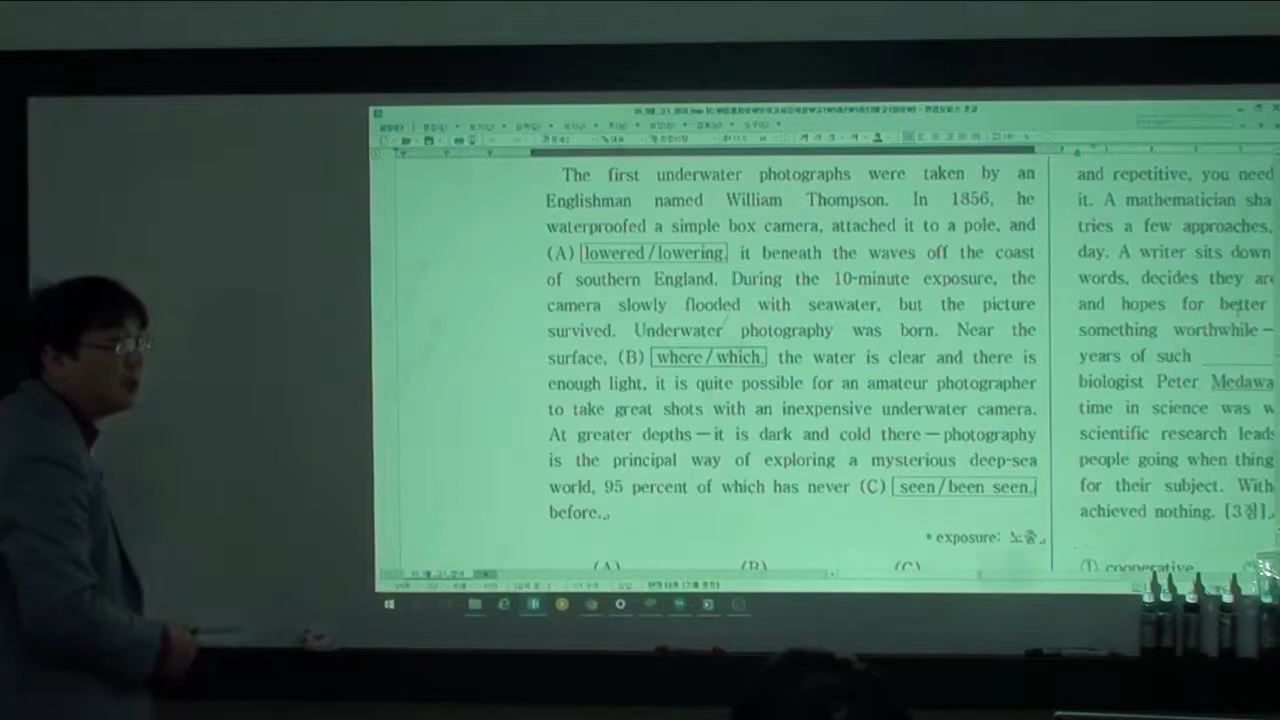 The first underwater photographs were taken by an
Englishman named William Thompson. In 1856, he
waterproofed a simple box camera, attached it to a pole, and
(A) lowered/lowering it beneath the waves off the coast
of southern England. During the 10-minute exposure, the
camera slowly flooded with seawater, but the picture
survived. Underwater photography was born. Near the
surface, (B) where/which the water is clear and there is
enough light, it is quite possible for an amateur photographer
to take great shots with an inexpensive underwater camera.
At greater depths—it is dark and cold there—photography
is the principal way of exploring a mysterious deep-sea
world, 95 percent of which has never (C) seen/been seen
before.
* exposure: 노출
(A) (B) (C)
and repetitive, you need
it. A mathematician sha
tries a few approaches,
day. A writer sits down
words, decides they are
and hopes for better
something worthwhile—
years of such
biologist Peter Medawa
time in science was w
scientific research leads
people going when thing
for their subject. With
achieved nothing. [3점]
① cooperative